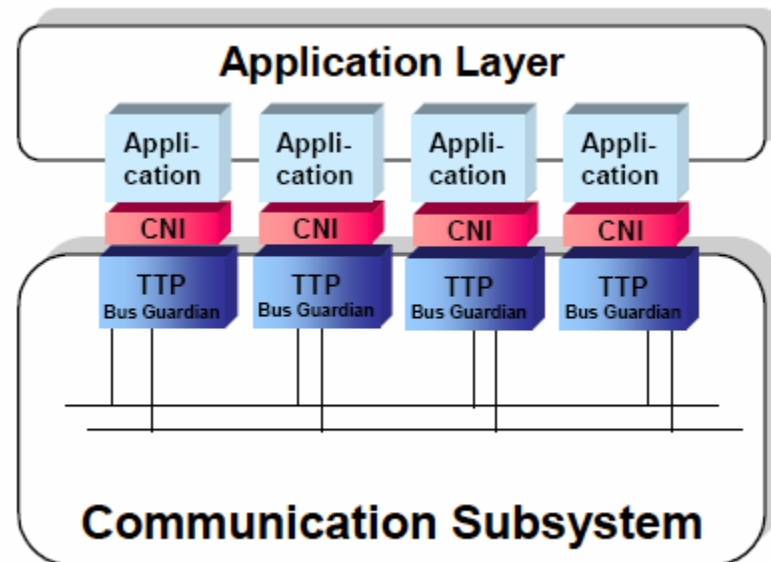 Application Layer
Appli-
cation
Appli-
cation
Appli-
cation
Appli-
cation
CNI
CNI
CNI
CNI
TTP
Bus Guardian
TTP
Bus Guardian
TTP
Bus Guardian
TTP
Bus Guardian
Communication Subsystem